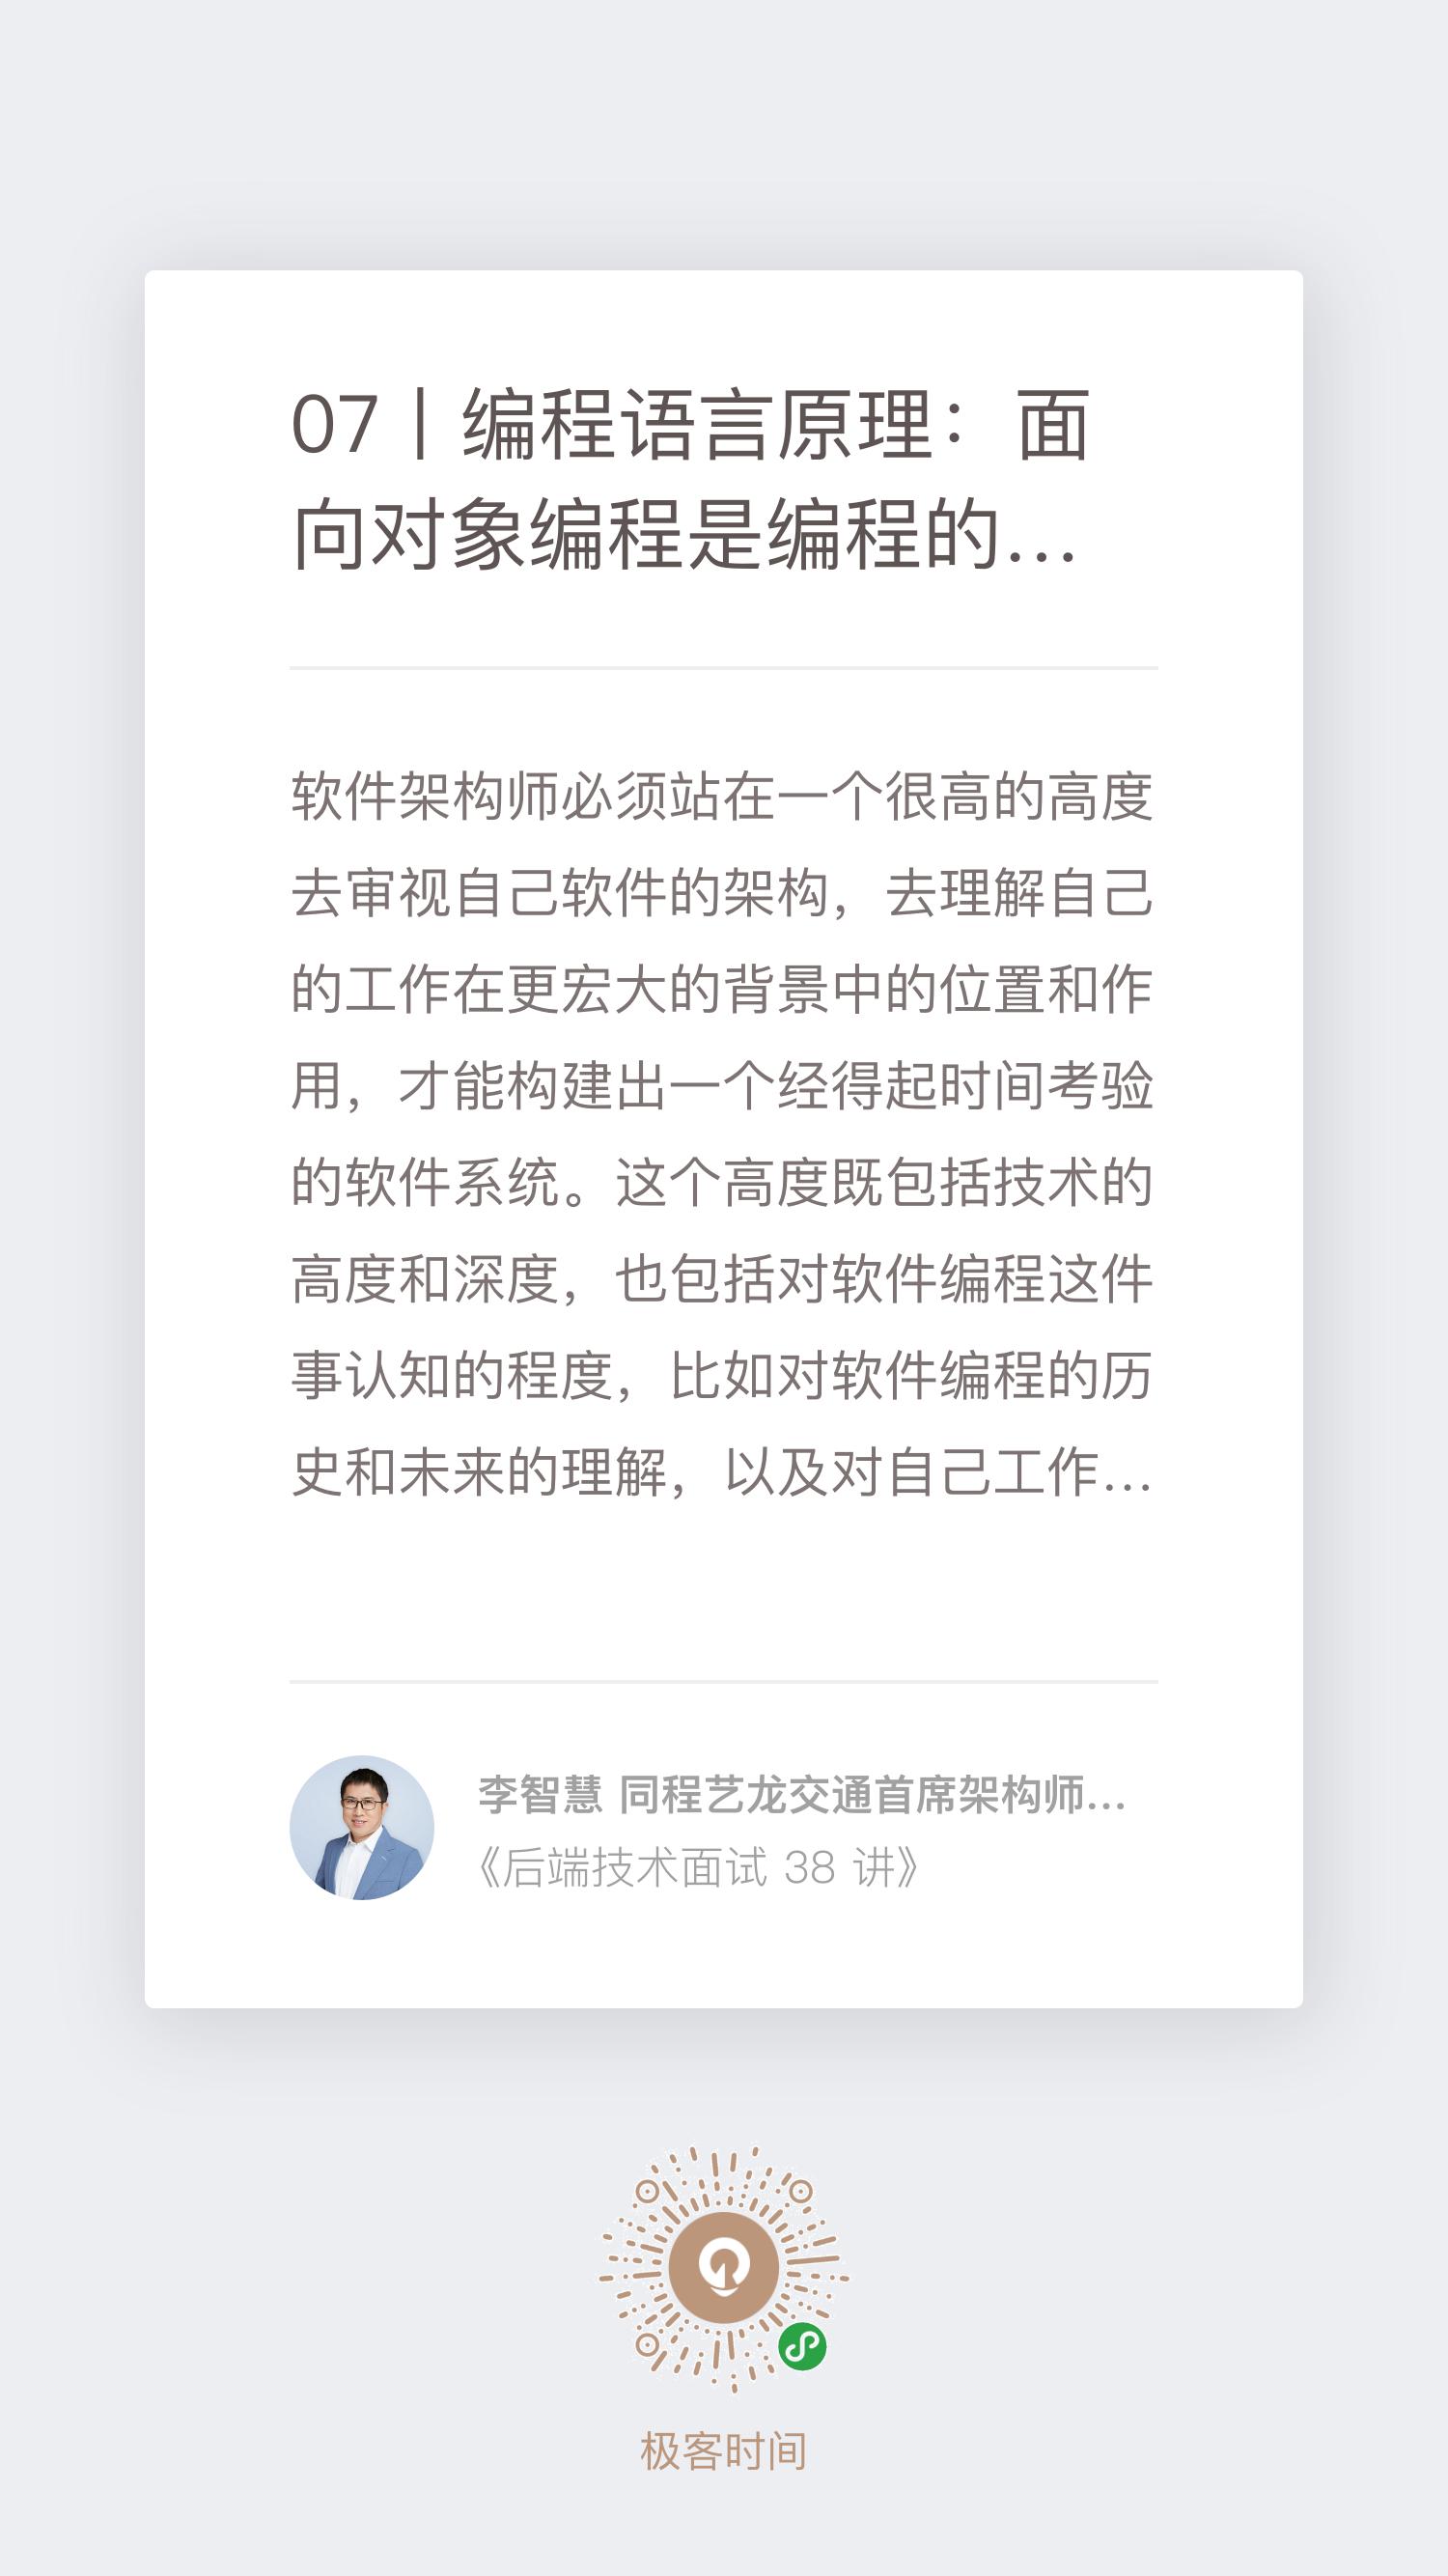 07 | 编程语言原理：面
向对象编程是编程的...
软件架构师必须站在一个很高的高度
去审视自己软件的架构，去理解自己
的工作在更宏大的背景中的位置和作
用，才能构建出一个经得起时间考验
的软件系统。这个高度既包括技术的
高度和深度，也包括对软件编程这件
事认知的程度，比如对软件编程的历
史和未来的理解，以及对自己工作...
李智慧 同程艺龙交通首席架构师...
《后端技术面试 38 讲》
极客时间